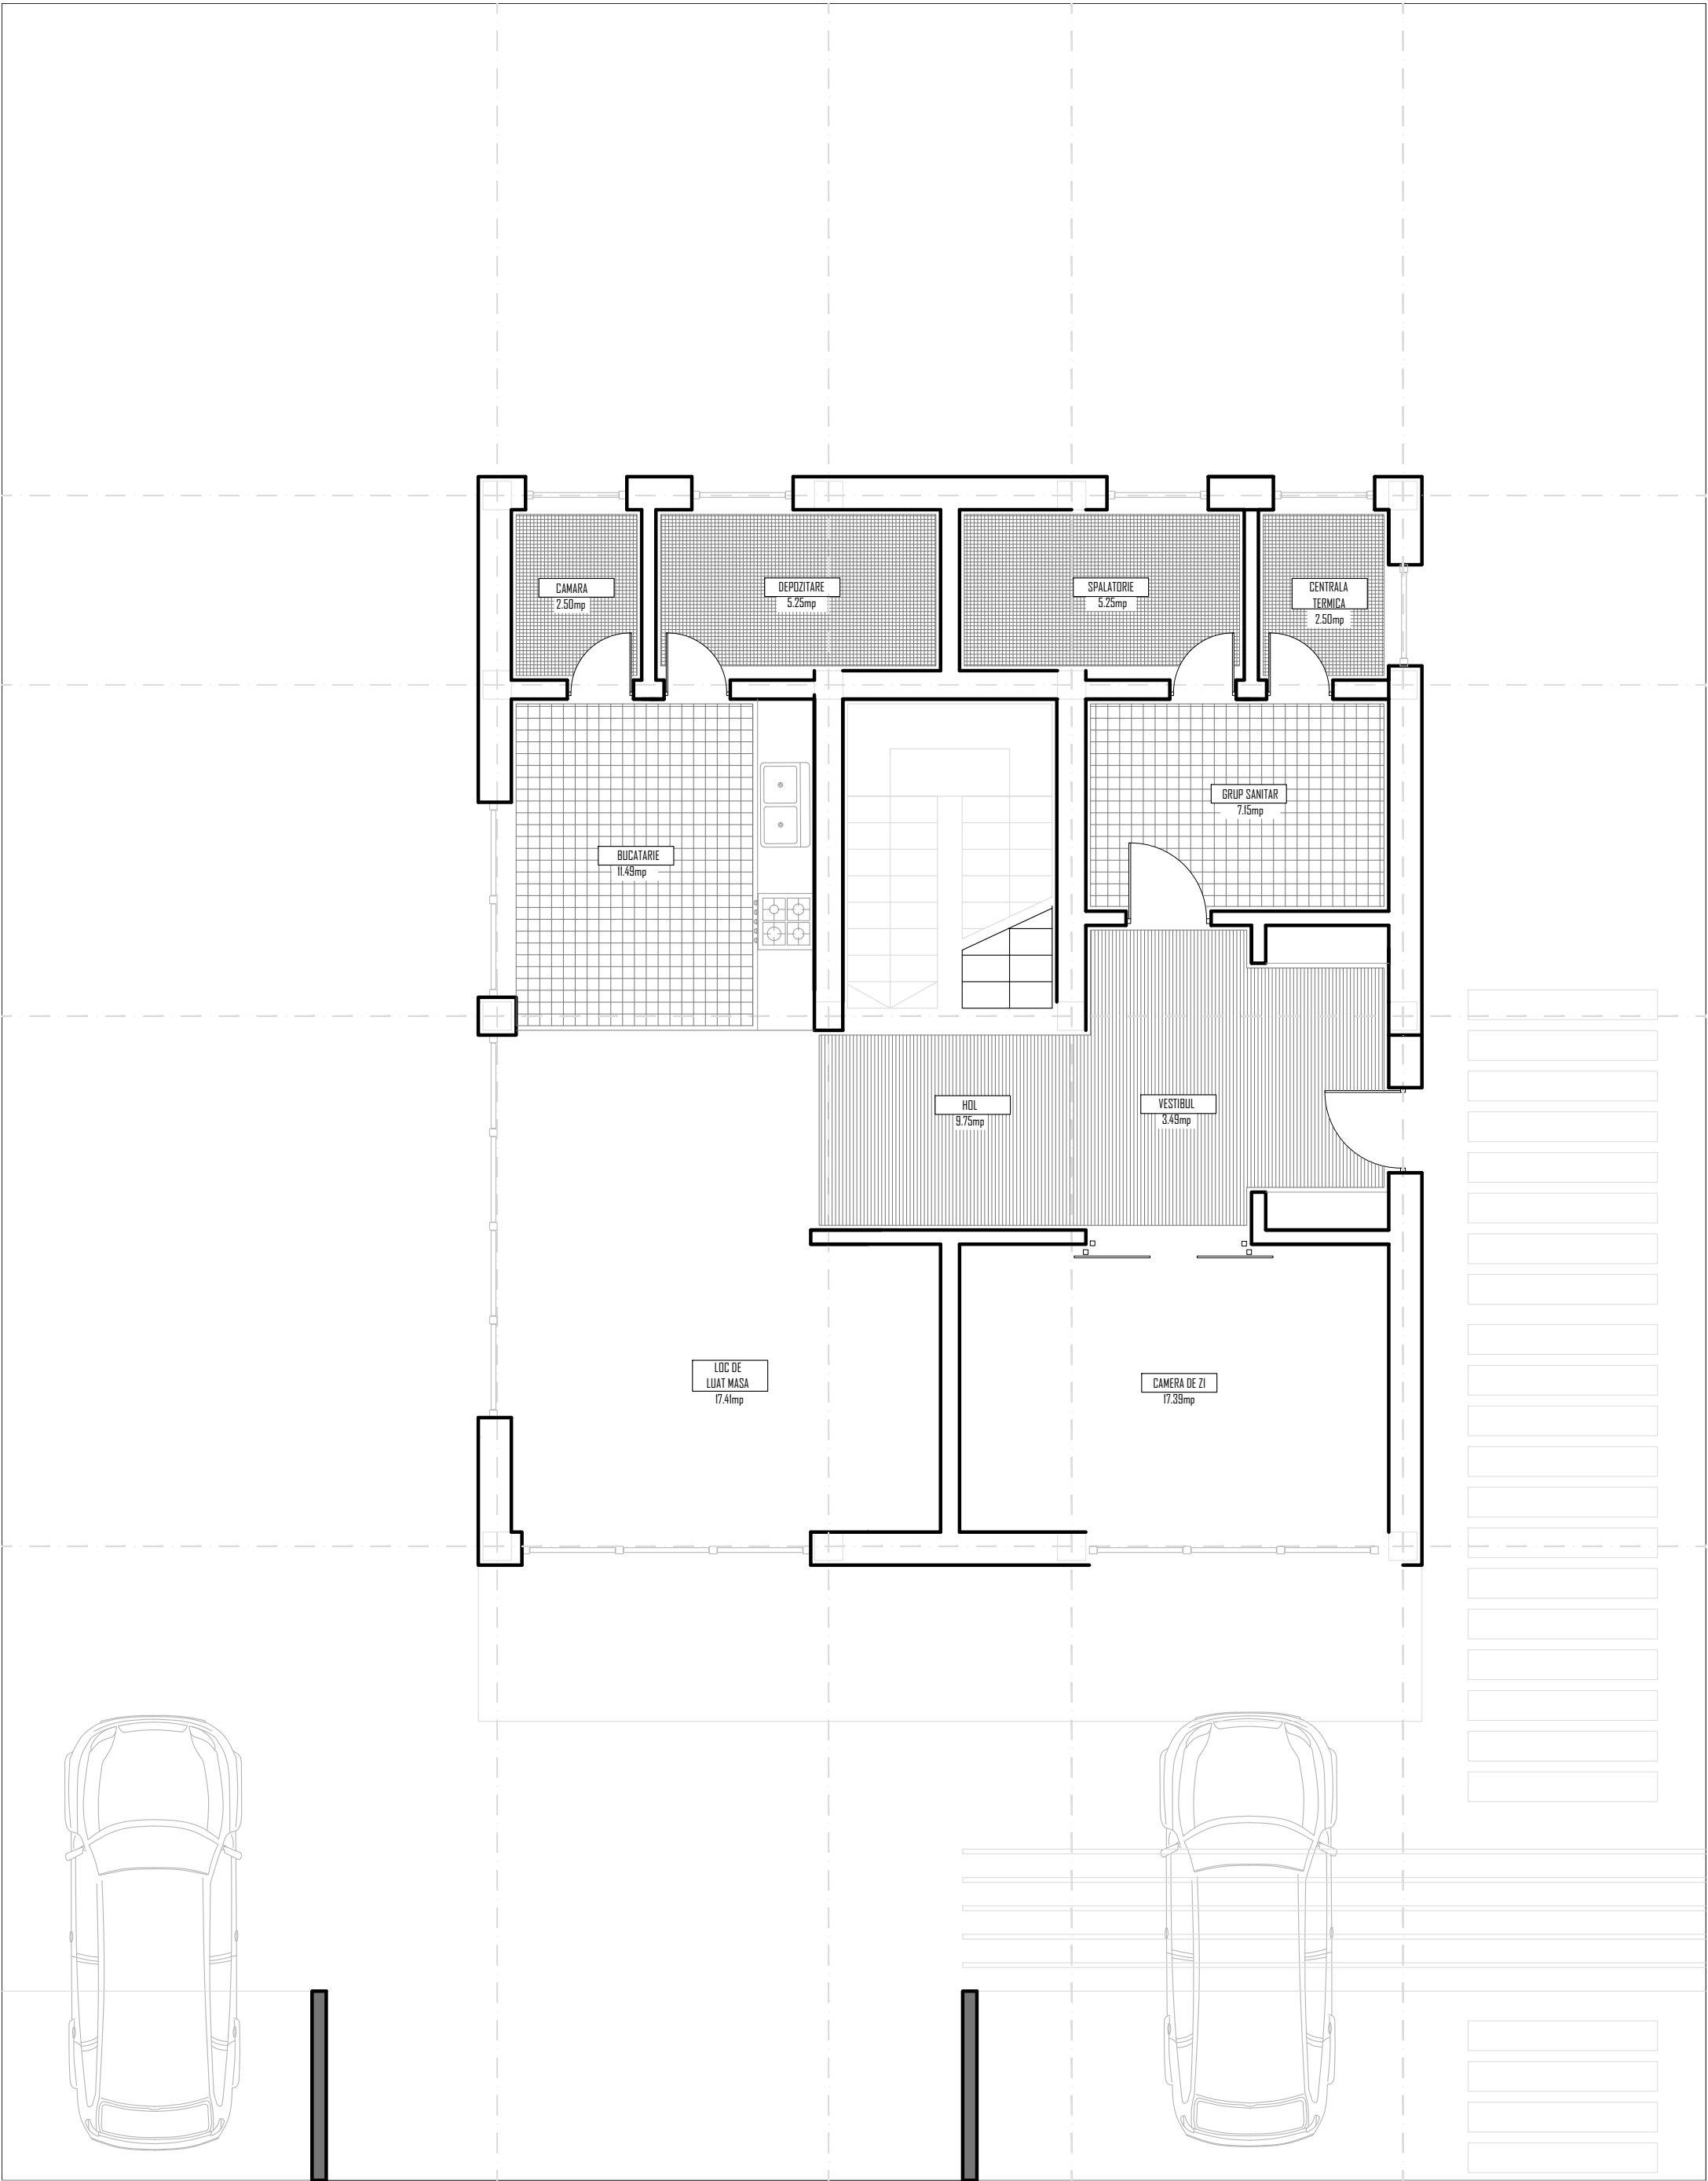 CAMARA
2.50mp
DEPOZITARE
5.25mp
SPALATORIE
5.25mp
CENTRALA
TERMICA
2.50mp
GRUP SANITAR
7.15mp
BUCATARIE
11.49mp
HOL
9.75mp
VESTIBUL
3.49mp
LOC DE
LUAT MASA
17.41mp
CAMERA DE ZI
17.39mp